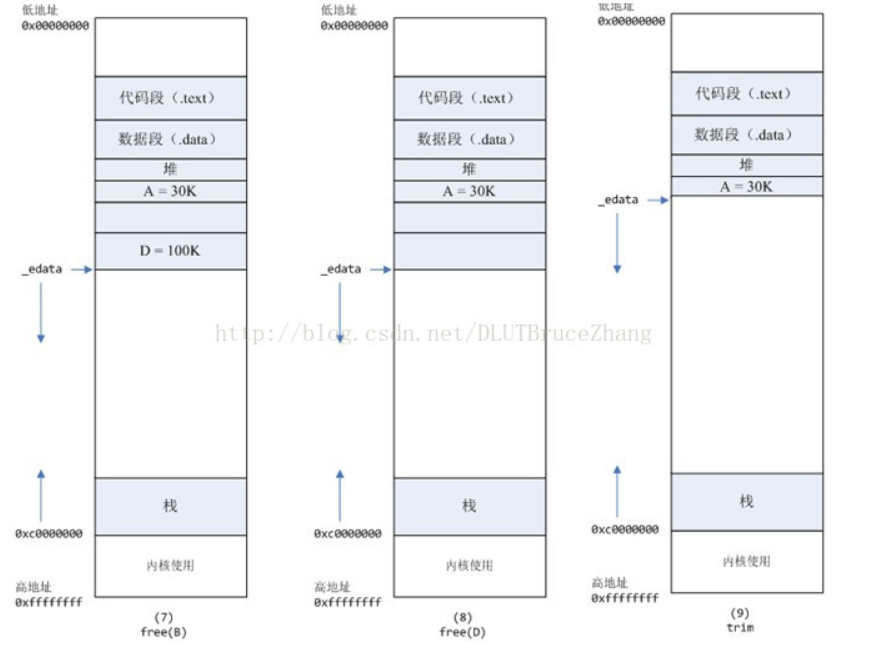 低地址
0x00000000
代码段（.text）
数据段（.data）
堆
A = 30K
D = 100K
_edata
栈
0xc0000000
内核使用
高地址
0xffffffff
(7)
free(B)
低地址
0x00000000
代码段（.text）
数据段（.data）
堆
A = 30K
_edata
栈
0xc0000000
内核使用
高地址
0xffffffff
(8)
free(D)
低地址
0x00000000
代码段（.text）
数据段（.data）
堆
A = 30K
_edata
栈
0xc0000000
内核使用
高地址
0xffffffff
(9)
trim
http://blog.csdn.net/DLUTBruceZhang